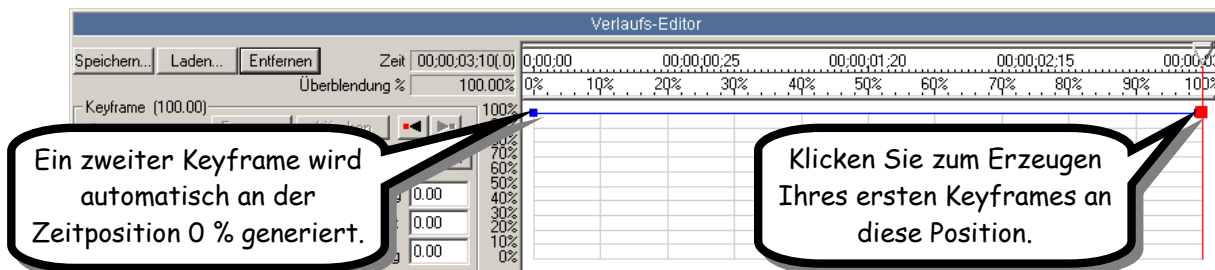 Verlaufs-Editor
Speichern... Laden... Entfernen Zeit 00;00;03;10(.0) 0;00;00 00;00;00;25 00;00;01;20 00;00;02;15 00;00;03
Überblendung % 100.00% 0% 10% 20% 30% 40% 50% 60% 70% 80% 90% 100%
Keyframe (100.00) 100%
70%
60%
50%
0.00 40%
30%
0.00 20%
10%
0.00 0%
Ein zweiter Keyframe wird
automatisch an der
Zeitposition 0 % generiert.
Klicken Sie zum Erzeugen
Ihres ersten Keyframes an
diese Position.